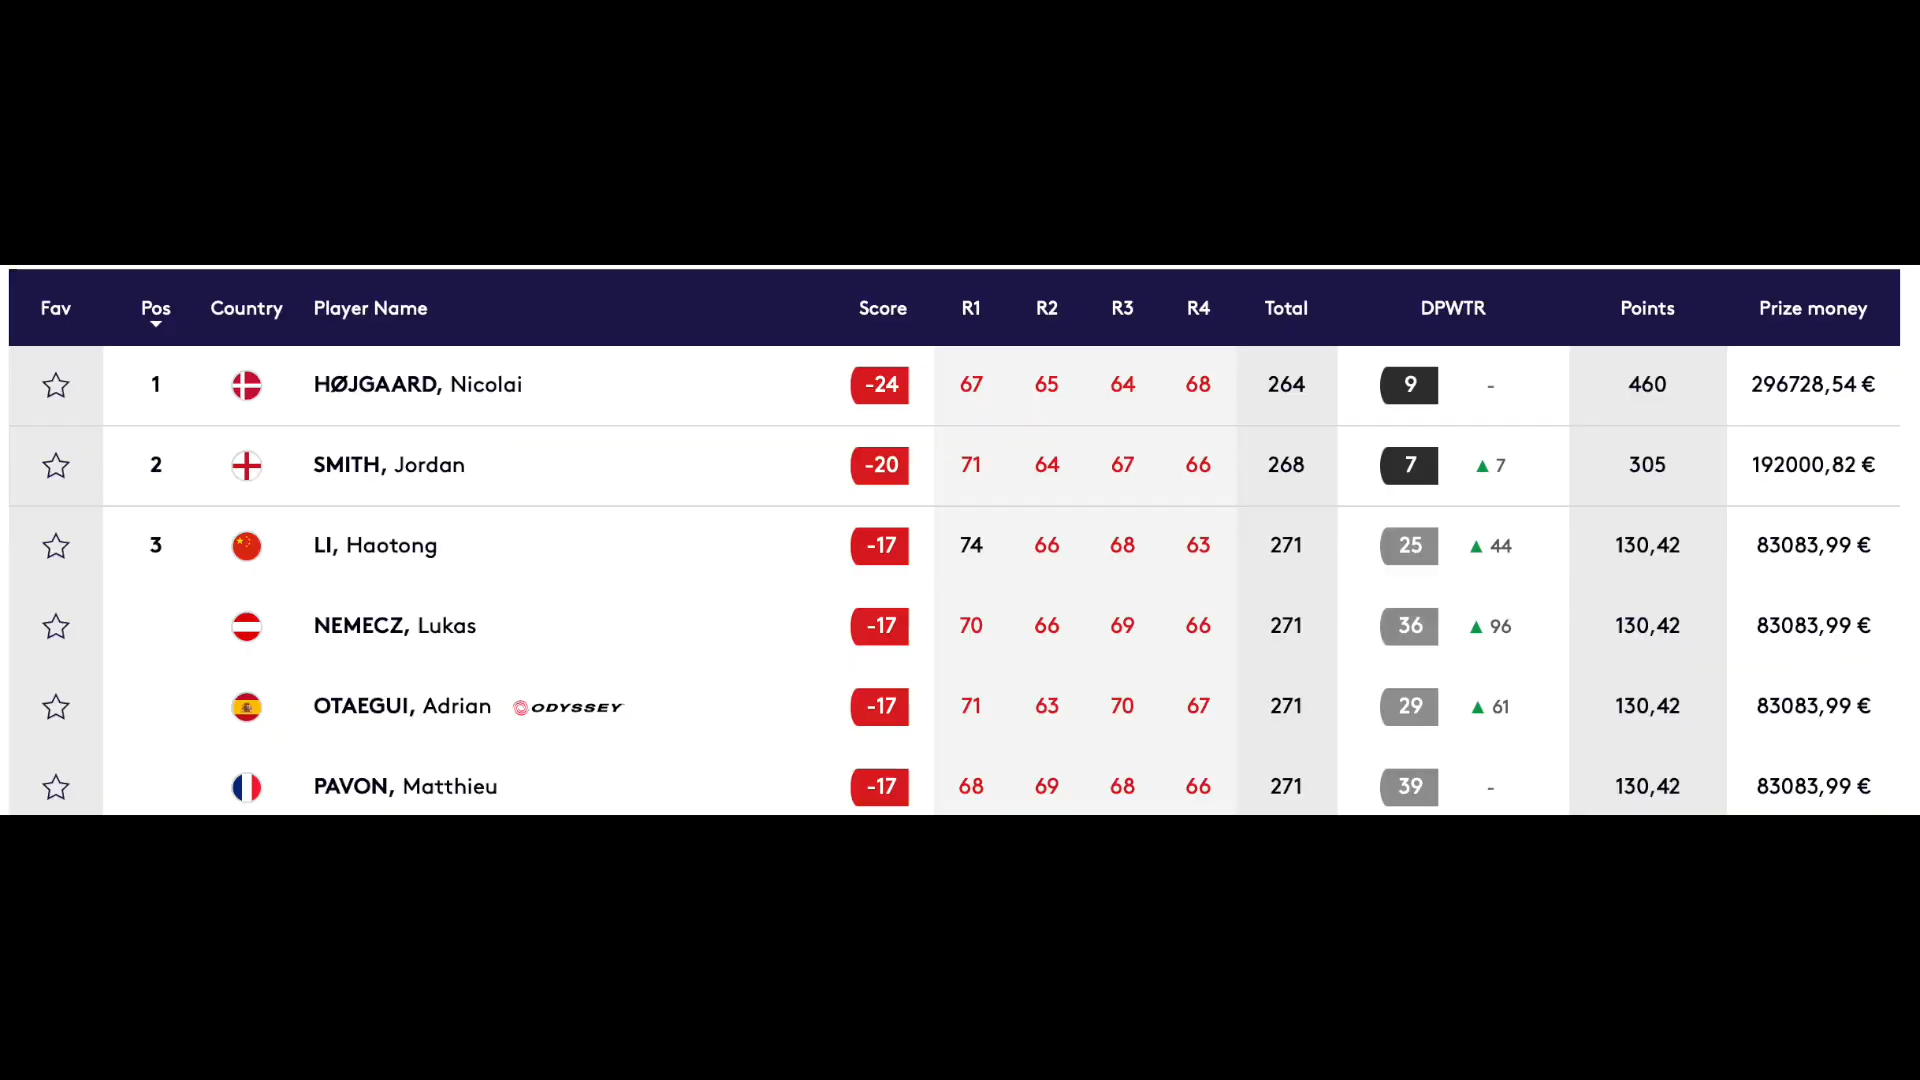 Fav Pos Country Player Name Score R1 R2 R3 R4 Total DPWTR Points Prize money
1 HØJGAARD, Nicolai -24 67 65 64 68 264 9 - 460 296728,54 €
2 SMITH, Jordan -20 71 64 67 66 268 7 ▲ 7 305 192000,82 €
3 LI, Haotong -17 74 66 68 63 271 25 ▲ 44 130,42 83083,99 €
NEMECZ, Lukas -17 70 66 69 66 271 36 ▲ 96 130,42 83083,99 €
OTAEGUI, Adrian ODYSSEY -17 71 63 70 67 271 29 ▲ 61 130,42 83083,99 €
PAVON, Matthieu -17 68 69 68 66 271 39 - 130,42 83083,99 €